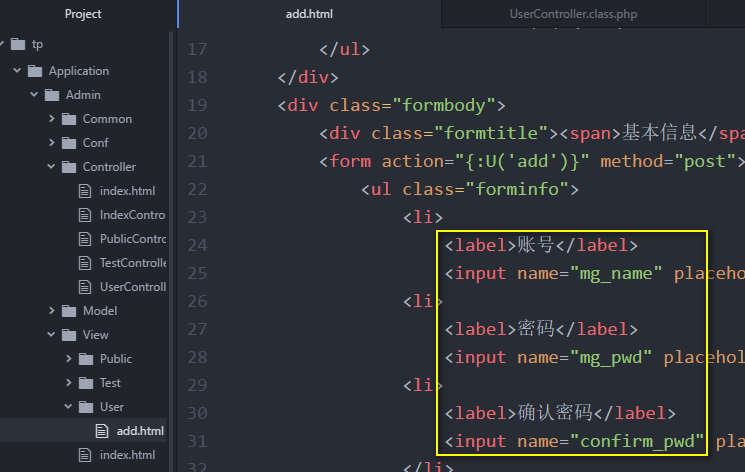 Project
add.html
UserController.class.php
tp
Application
Admin
Common
Conf
Controller
index.html
IndexContro
PublicContro
TestControlle
UserControll
Model
View
Public
Test
User
add.html
index.html
17 </ul>
18 </div>
19 <div class="formbody">
20 <div class="formtitle"><span>基本信息</spa
21 <form action="{:U('add')}" method="post">
22 <ul class="forminfo">
23 <li>
24 <label>账号</label>
25 <input name="mg_name" placeho
26 <li>
27 <label>密码</label>
28 <input name="mg_pwd" placehol
29 <li>
30 <label>确认密码</label>
31 <input name="confirm_pwd" pla
32 </li>